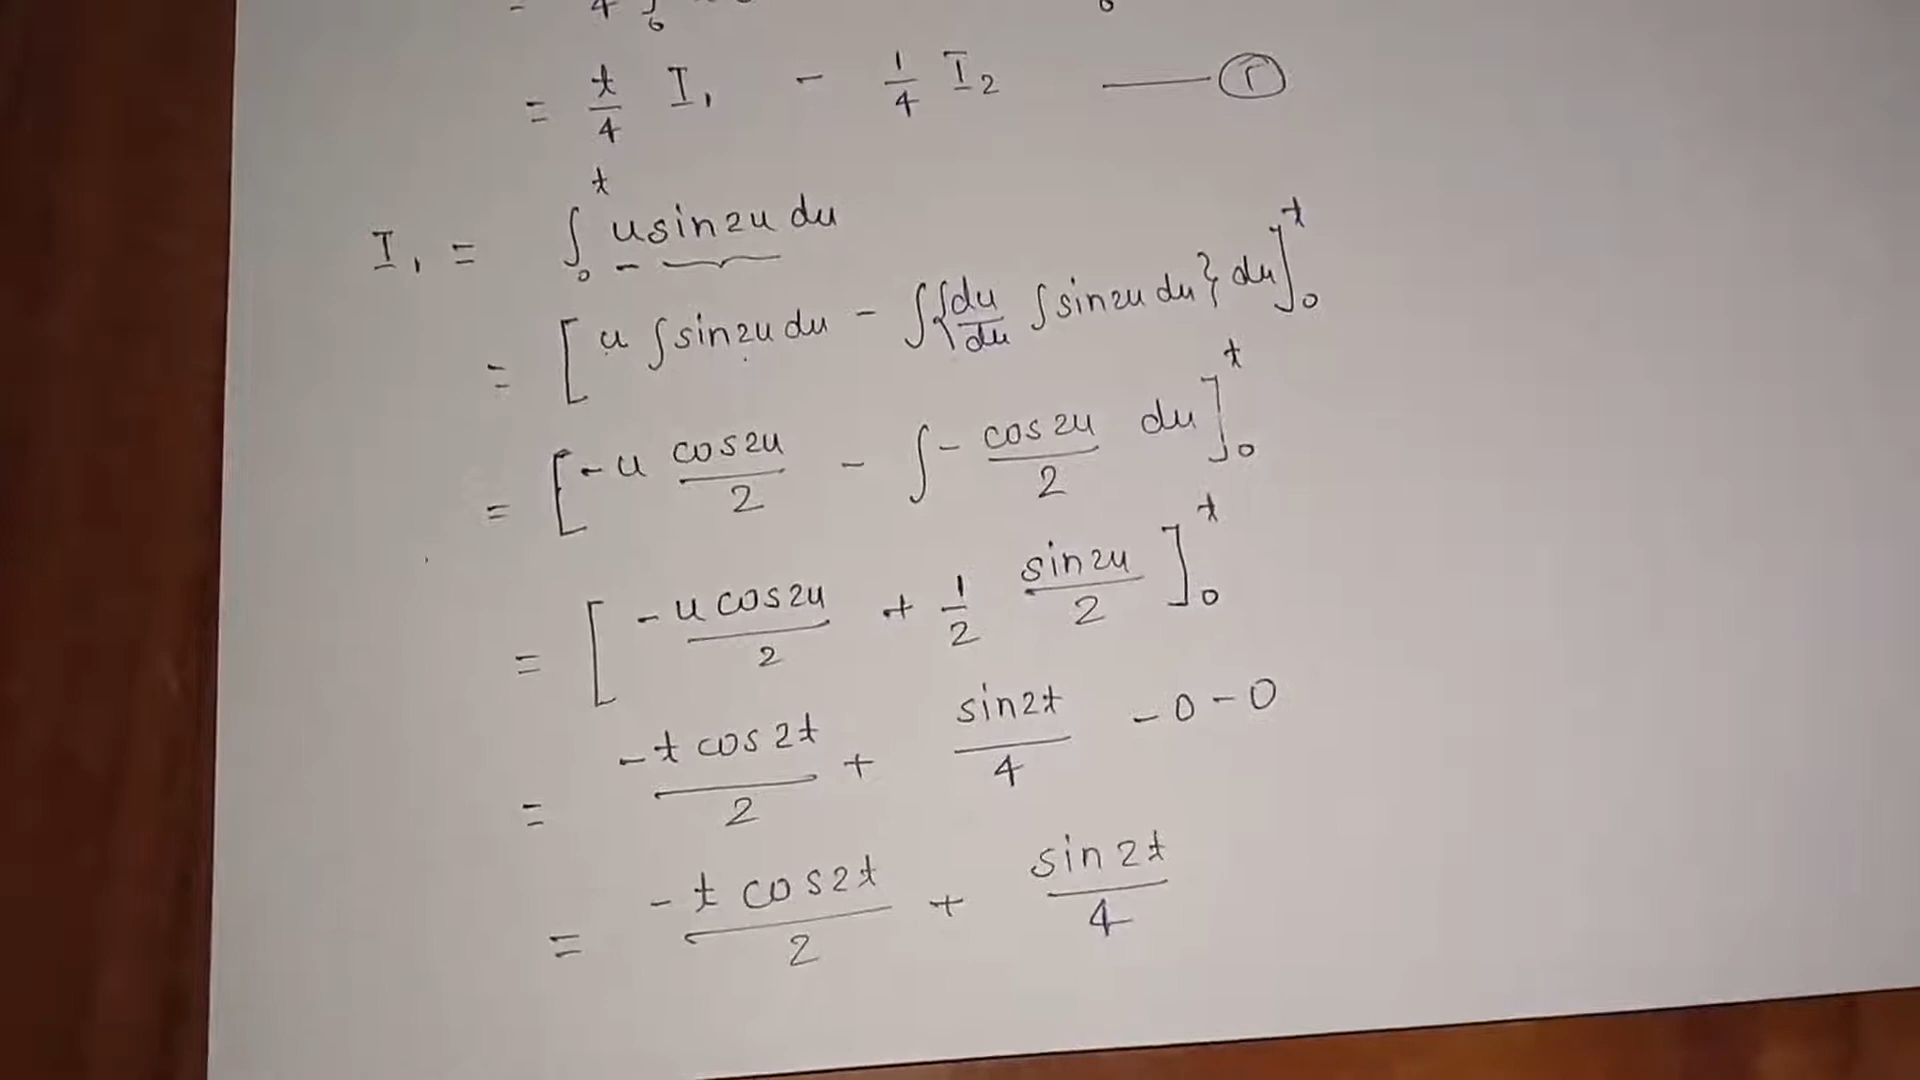 = t/4 I₁ - 1/4 I₂ —— (r)
I₁ = ∫₀ᵗ u sin2u du
= [u ∫sin2u du - ∫{du/du ∫sin2u du} du]₀ᵗ
= [-u cos2u/2 - ∫- cos2u/2 du]₀ᵗ
= [-u cos2u/2 + 1/2 sin2u/2]₀ᵗ
= -t cos2t/2 + sin2t/4 - 0 - 0
= -t cos2t/2 + sin2t/4